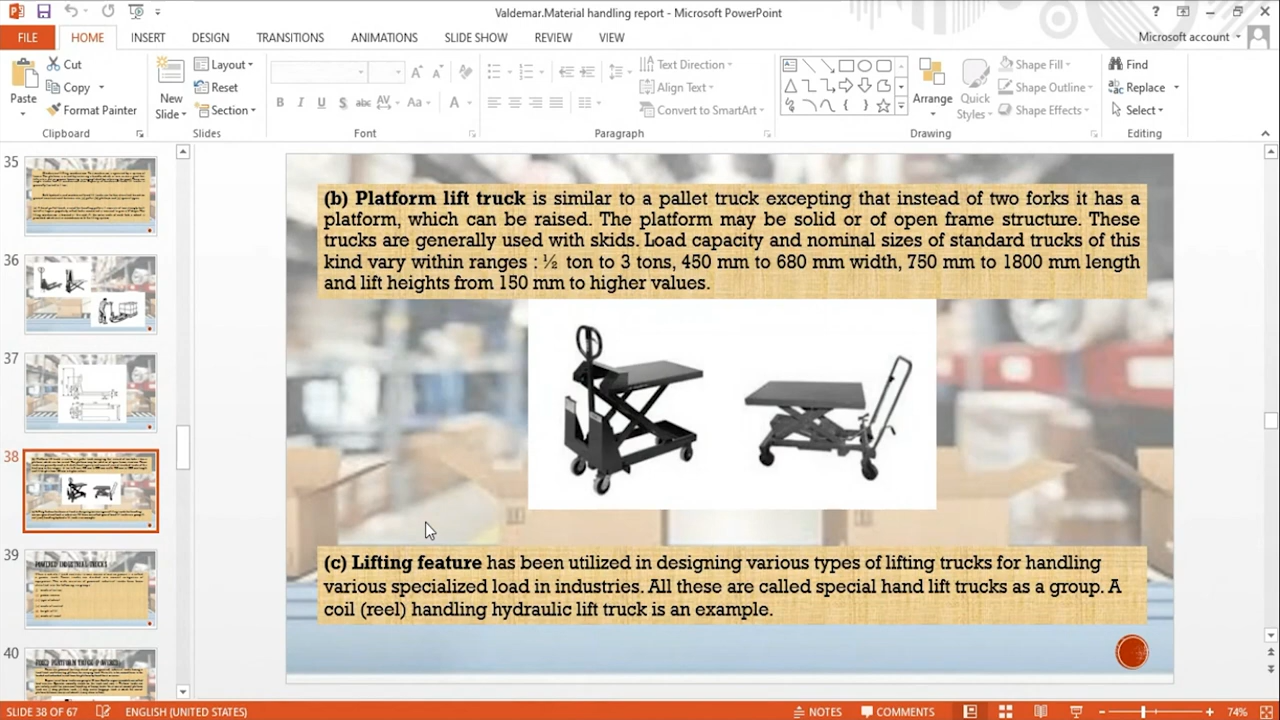 Valdemar.Material handling report - Microsoft PowerPoint
FILE HOME INSERT DESIGN TRANSITIONS ANIMATIONS SLIDE SHOW REVIEW VIEW Microsoft account
Paste
Cut
Copy
Format Painter
Clipboard
New
Slide
Layout
Reset
Section
Slides
Font
Text Direction
Align Text
Convert to SmartArt
Paragraph
Arrange
Quick
Styles
Shape Fill
Shape Outline
Shape Effects
Drawing
Find
Replace
Select
Editing
35
36
37
38
39
POWERED INDUSTRIAL TRUCKS
40
(b) Platform lift truck is similar to a pallet truck excepting that instead of two forks it has a
platform, which can be raised. The platform may be solid or of open frame structure. These
trucks are generally used with skids. Load capacity and nominal sizes of standard trucks of this
kind vary within ranges : ½ ton to 3 tons, 450 mm to 680 mm width, 750 mm to 1800 mm length
and lift heights from 150 mm to higher values.
(c) Lifting feature has been utilized in designing various types of lifting trucks for handling
various specialized load in industries. All these are called special hand lift trucks as a group. A
coil (reel) handling hydraulic lift truck is an example.
SLIDE 38 OF 67 ENGLISH (UNITED STATES) NOTES COMMENTS 74%